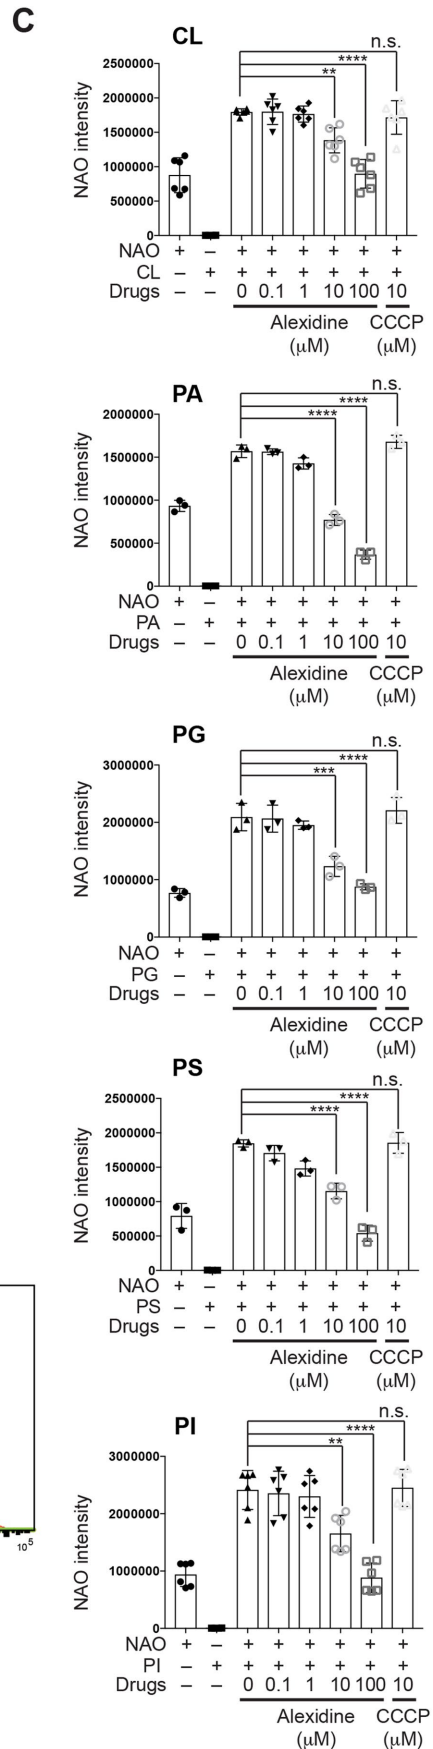 C
CL
n.s.
****
**
NAO intensity
2500000
2000000
1500000
1000000
500000
0
NAO + – + + + + + +
CL – + + + + + + +
Drugs – – 0 0.1 1 10 100 10
Alexidine CCCP
(μM) (μM)
PA
n.s.
****
****
NAO intensity
2000000
1500000
1000000
500000
0
NAO + – + + + + + +
PA – + + + + + + +
Drugs – – 0 0.1 1 10 100 10
Alexidine CCCP
(μM) (μM)
PG
n.s.
****
***
NAO intensity
3000000
2000000
1000000
0
NAO + – + + + + + +
PG – + + + + + + +
Drugs – – 0 0.1 1 10 100 10
Alexidine CCCP
(μM) (μM)
PS
n.s.
****
****
NAO intensity
2500000
2000000
1500000
1000000
500000
0
NAO + – + + + + + +
PS – + + + + + + +
Drugs – – 0 0.1 1 10 100 10
Alexidine CCCP
(μM) (μM)
PI
n.s.
****
**
NAO intensity
3000000
2000000
1000000
0
NAO + – + + + + + +
PI – + + + + + + +
Drugs – – 0 0.1 1 10 100 10
Alexidine CCCP
(μM) (μM)
10⁵